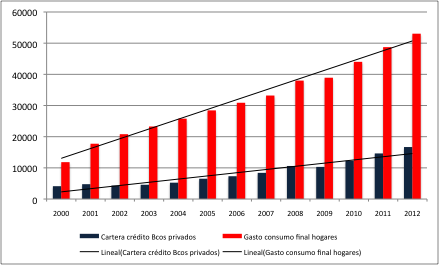 60000
50000
40000
30000
20000
10000
0
2000 2001 2002 2003 2004 2005 2006 2007 2008 2009 2010 2011 2012
Cartera crédito Bcos privados Gasto consumo final hogares
Lineal(Cartera crédito Bcos privados) Lineal(Gasto consumo final hogares)